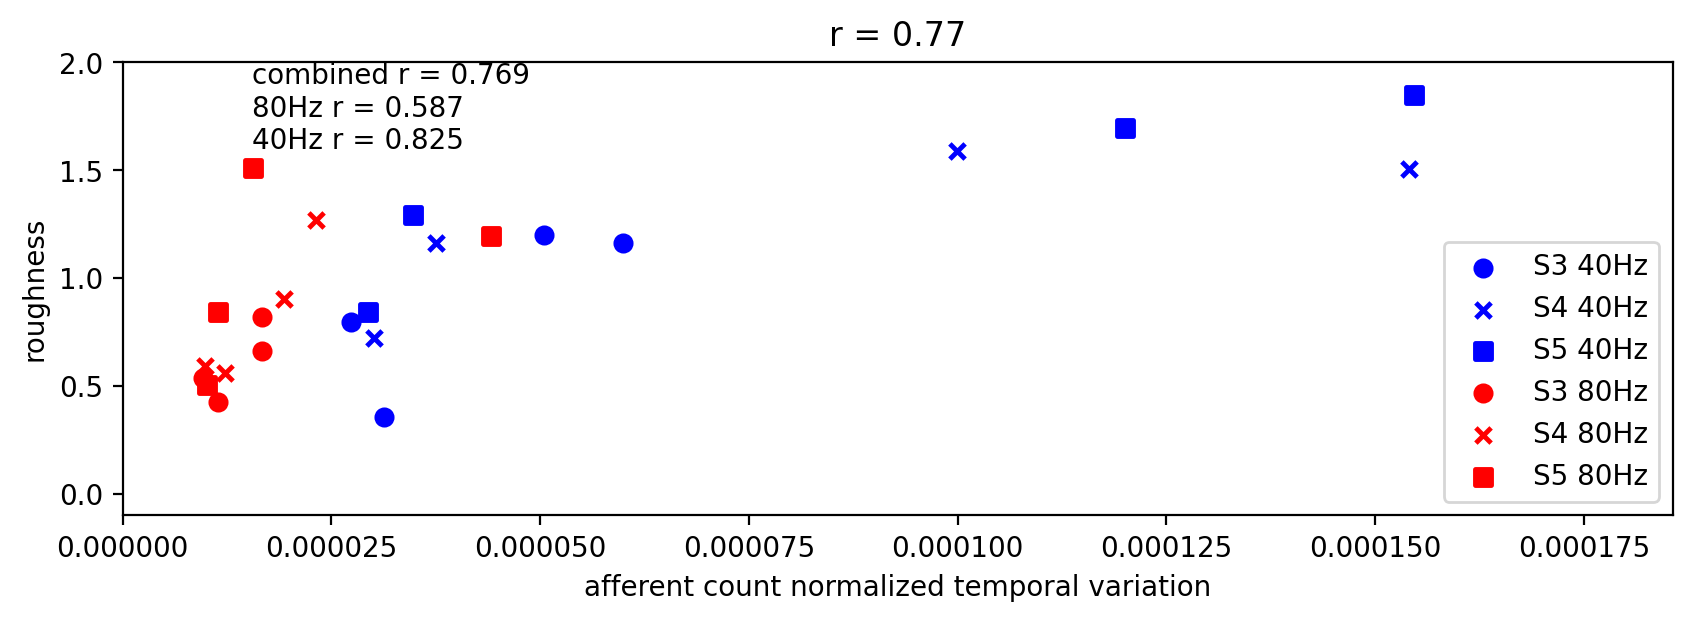 r = 0.77
combined r = 0.769
80Hz r = 0.587
40Hz r = 0.825
2.0
1.5
1.0
0.5
0.0
roughness
S3 40Hz
S4 40Hz
S5 40Hz
S3 80Hz
S4 80Hz
S5 80Hz
0.000000 0.000025 0.000050 0.000075 0.000100 0.000125 0.000150 0.000175
afferent count normalized temporal variation